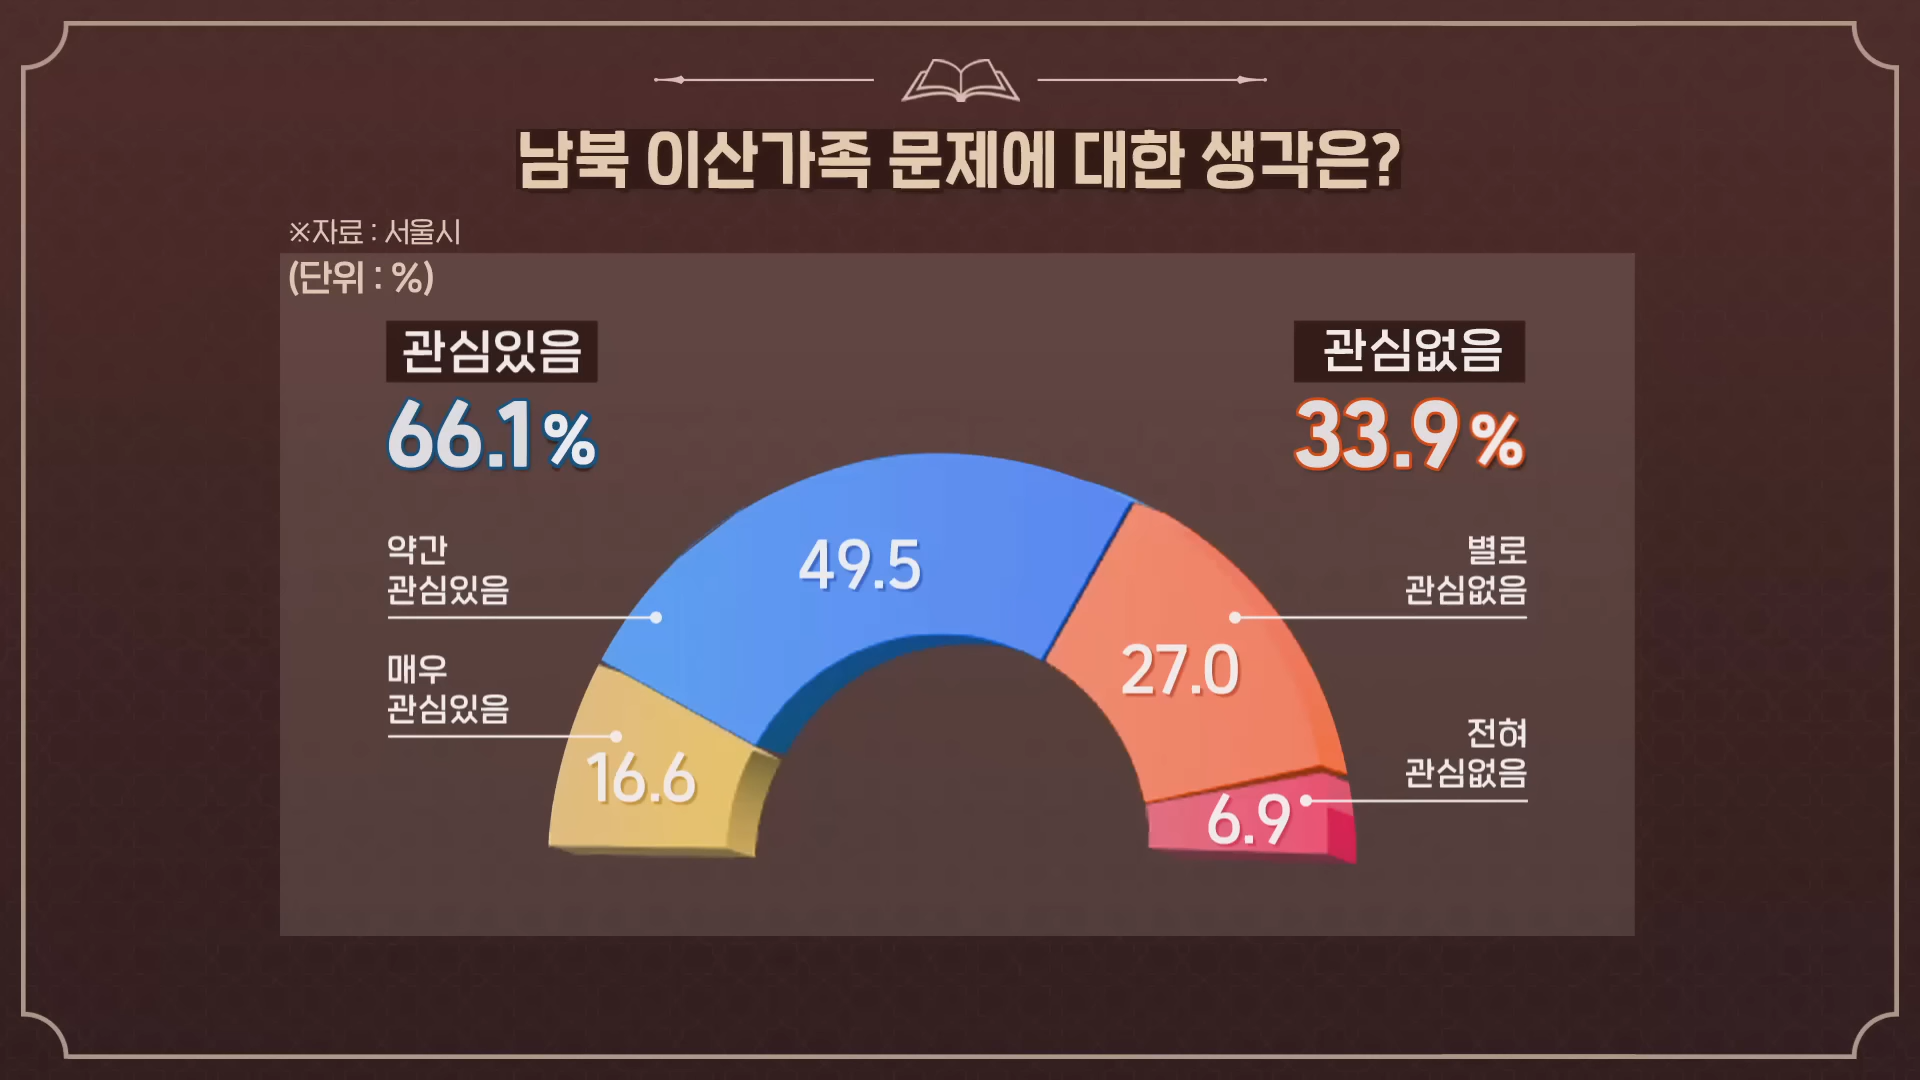 남북 이산가족 문제에 대한 생각은?
※자료 : 서울시
(단위 : %)
관심있음
66.1%
관심없음
33.9%
약간
관심있음
49.5
매우
관심있음
16.6
별로
관심없음
27.0
전혀
관심없음
6.9